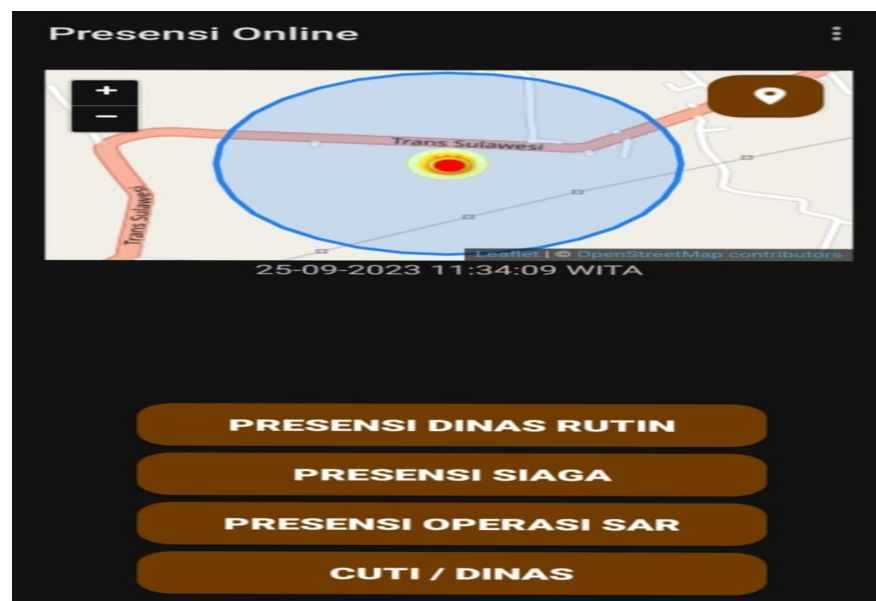 Presensi Online
+
−
Trans Sulawesi
Trans Sulawesi
Leaflet | © OpenStreetMap contributors
25-09-2023 11:34:09 WITA
PRESENSI DINAS RUTIN
PRESENSI SIAGA
PRESENSI OPERASI SAR
CUTI / DINAS